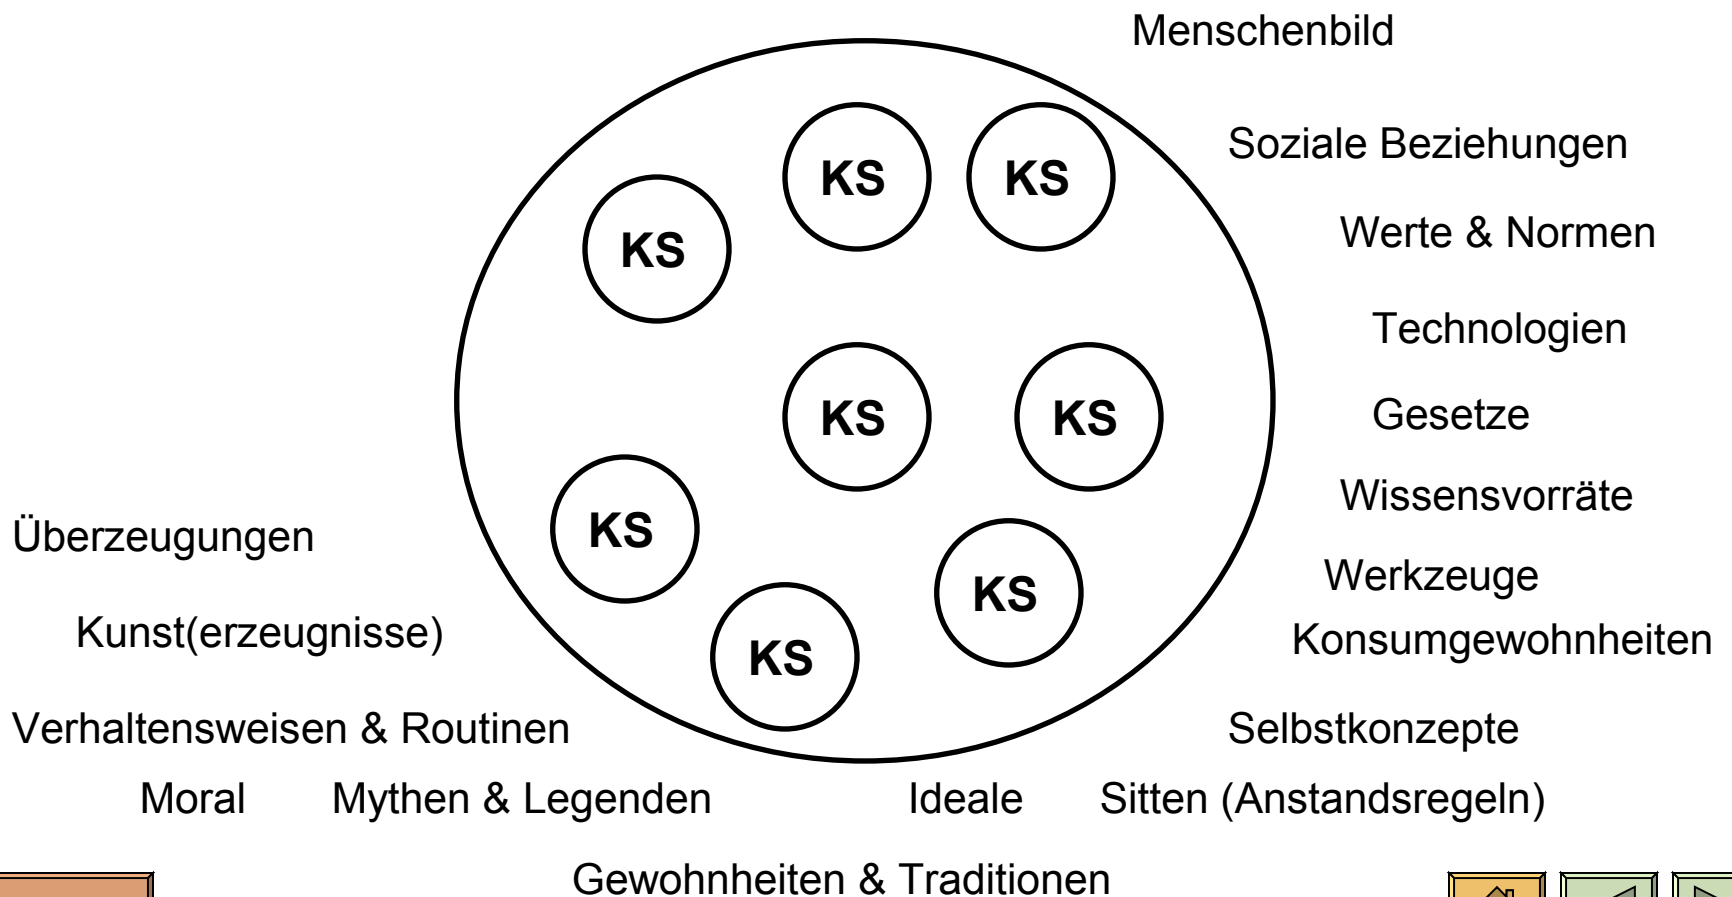 Menschenbild
KS
KS
Soziale Beziehungen
KS
Werte & Normen
Technologien
KS
KS
Gesetze
Wissensvorräte
KS
Überzeugungen
Werkzeuge
KS
Kunst(erzeugnisse)
Konsumgewohnheiten
KS
Verhaltensweisen & Routinen
Selbstkonzepte
Moral
Mythen & Legenden
Ideale
Sitten (Anstandsregeln)
Gewohnheiten & Traditionen